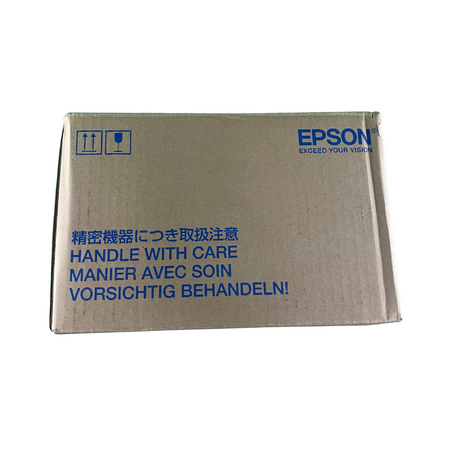 EPSON
EXCEED YOUR VISION
精密機器につき取扱注意
HANDLE WITH CARE
MANIER AVEC SOIN
VORSICHTIG BEHANDELN!